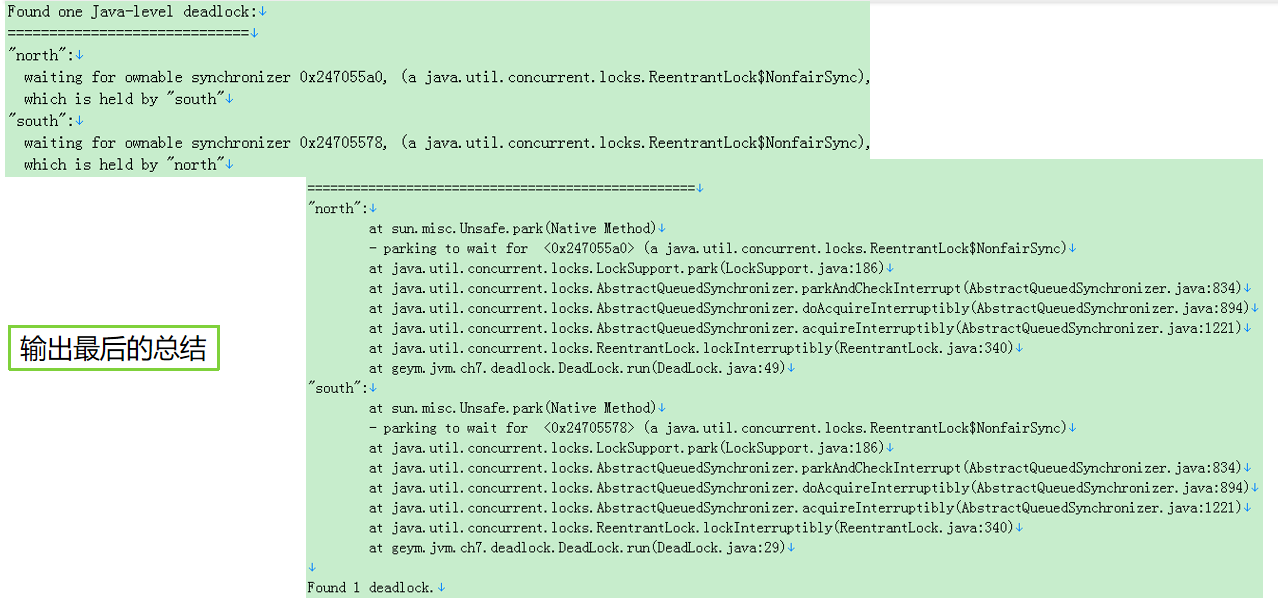 Found one Java-level deadlock:↓
=============================↓
"north":↓
  waiting for ownable synchronizer 0x247055a0, (a java.util.concurrent.locks.ReentrantLock$NonfairSync),
  which is held by "south"↓
"south":↓
  waiting for ownable synchronizer 0x24705578, (a java.util.concurrent.locks.ReentrantLock$NonfairSync),
  which is held by "north"↓
===================================================↓
"north":↓
        at sun.misc.Unsafe.park(Native Method)↓
        - parking to wait for  <0x247055a0> (a java.util.concurrent.locks.ReentrantLock$NonfairSync)↓
        at java.util.concurrent.locks.LockSupport.park(LockSupport.java:186)↓
        at java.util.concurrent.locks.AbstractQueuedSynchronizer.parkAndCheckInterrupt(AbstractQueuedSynchronizer.java:834)↓
        at java.util.concurrent.locks.AbstractQueuedSynchronizer.doAcquireInterruptibly(AbstractQueuedSynchronizer.java:894)↓
        at java.util.concurrent.locks.AbstractQueuedSynchronizer.acquireInterruptibly(AbstractQueuedSynchronizer.java:1221)↓
        at java.util.concurrent.locks.ReentrantLock.lockInterruptibly(ReentrantLock.java:340)↓
        at geym.jvm.ch7.deadlock.DeadLock.run(DeadLock.java:49)↓
"south":↓
        at sun.misc.Unsafe.park(Native Method)↓
        - parking to wait for  <0x24705578> (a java.util.concurrent.locks.ReentrantLock$NonfairSync)↓
        at java.util.concurrent.locks.LockSupport.park(LockSupport.java:186)↓
        at java.util.concurrent.locks.AbstractQueuedSynchronizer.parkAndCheckInterrupt(AbstractQueuedSynchronizer.java:834)↓
        at java.util.concurrent.locks.AbstractQueuedSynchronizer.doAcquireInterruptibly(AbstractQueuedSynchronizer.java:894)↓
        at java.util.concurrent.locks.AbstractQueuedSynchronizer.acquireInterruptibly(AbstractQueuedSynchronizer.java:1221)↓
        at java.util.concurrent.locks.ReentrantLock.lockInterruptibly(ReentrantLock.java:340)↓
        at geym.jvm.ch7.deadlock.DeadLock.run(DeadLock.java:29)↓
↓
Found 1 deadlock.↓
输出最后的总结